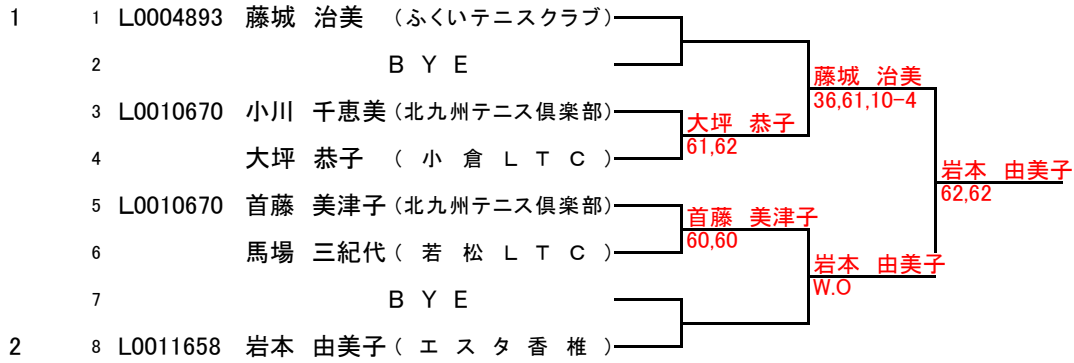 1 1 L0004893 藤城 治美 (ふくいテニスクラブ)
2 B Y E
藤城 治美
36,61,10-4
3 L0010670 小川 千恵美 (北九州テニス倶楽部)
大坪 恭子
61,62
4 大坪 恭子 ( 小 倉 L T C )
岩本 由美子
62,62
5 L0010670 首藤 美津子 (北九州テニス倶楽部)
首藤 美津子
60,60
6 馬場 三紀代 ( 若 松 L T C )
岩本 由美子
W.O
7 B Y E
2 8 L0011658 岩本 由美子 ( エ ス タ 香 椎 )